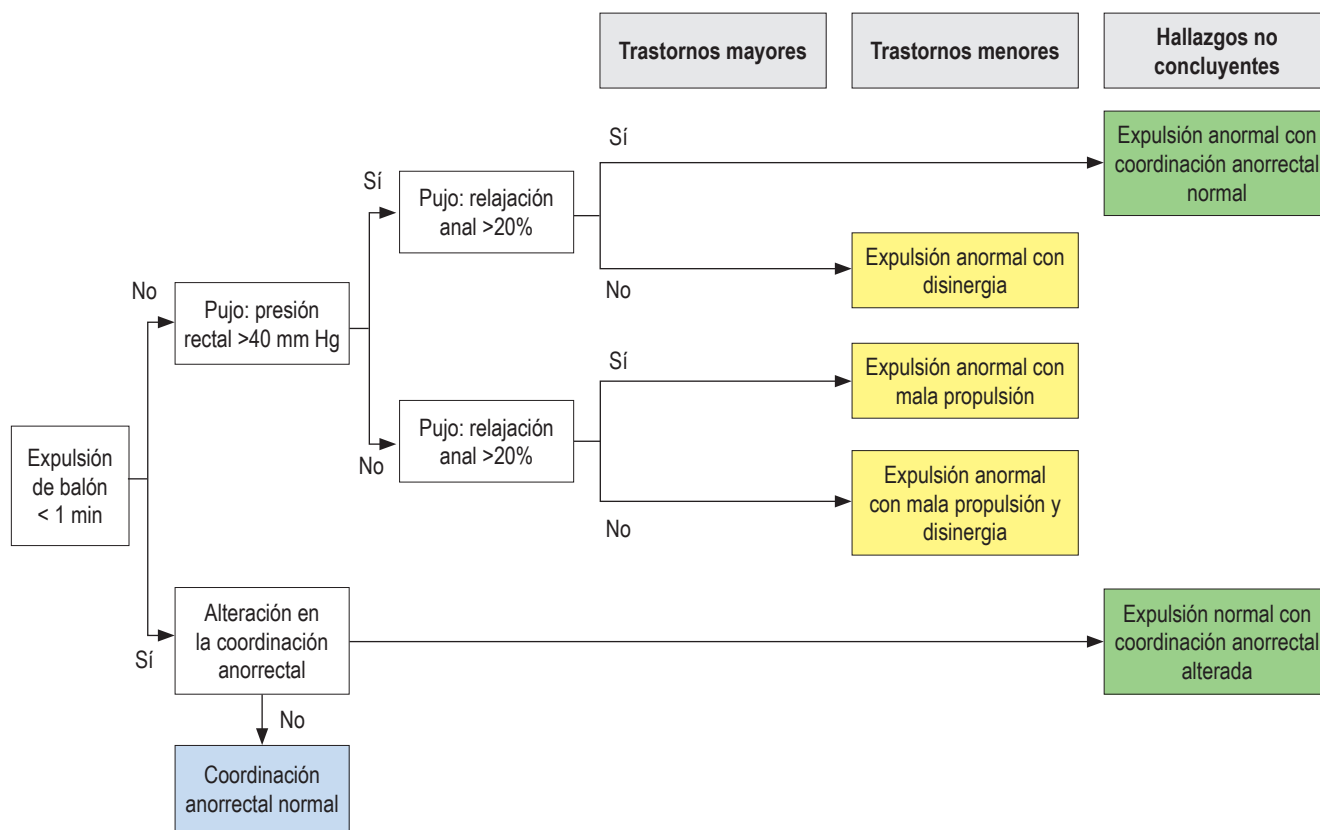 Trastornos mayores
Trastornos menores
Hallazgos no
concluyentes
Sí
Expulsión anormal con
coordinación anorrectal
normal
Sí
Pujo: relajación
anal >20%
No
Expulsión anormal con
disinergia
No
Pujo: presión
rectal >40 mm Hg
Sí
Expulsión anormal con
mala propulsión
No
Pujo: relajación
anal >20%
No
Expulsión anormal
con mala propulsión y
disinergia
Expulsión
de balón
< 1 min
Sí
Alteración en
la coordinación
anorrectal
Expulsión normal con
coordinación anorrectal
alterada
No
Coordinación
anorrectal normal